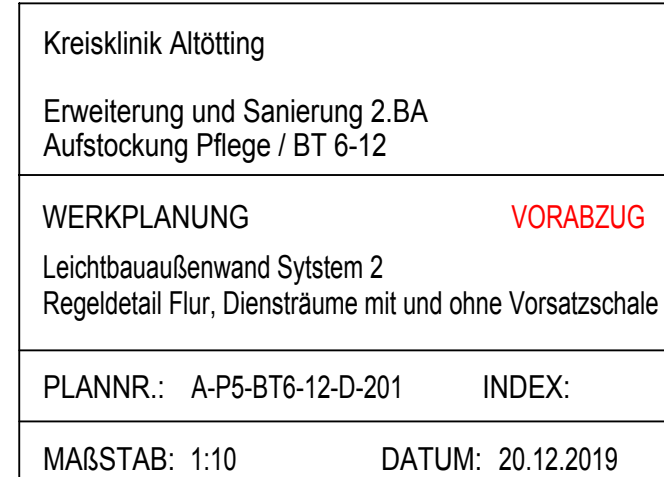 Kreisklinik Altötting
Erweiterung und Sanierung 2.BA
Aufstockung Pflege / BT 6-12
WERKPLANUNG VORABZUG
Leichtbauaußenwand Sytstem 2
Regeldetail Flur, Diensträume mit und ohne Vorsatzschale
PLANNR.: A-P5-BT6-12-D-201 INDEX:
MAßSTAB: 1:10 DATUM: 20.12.2019